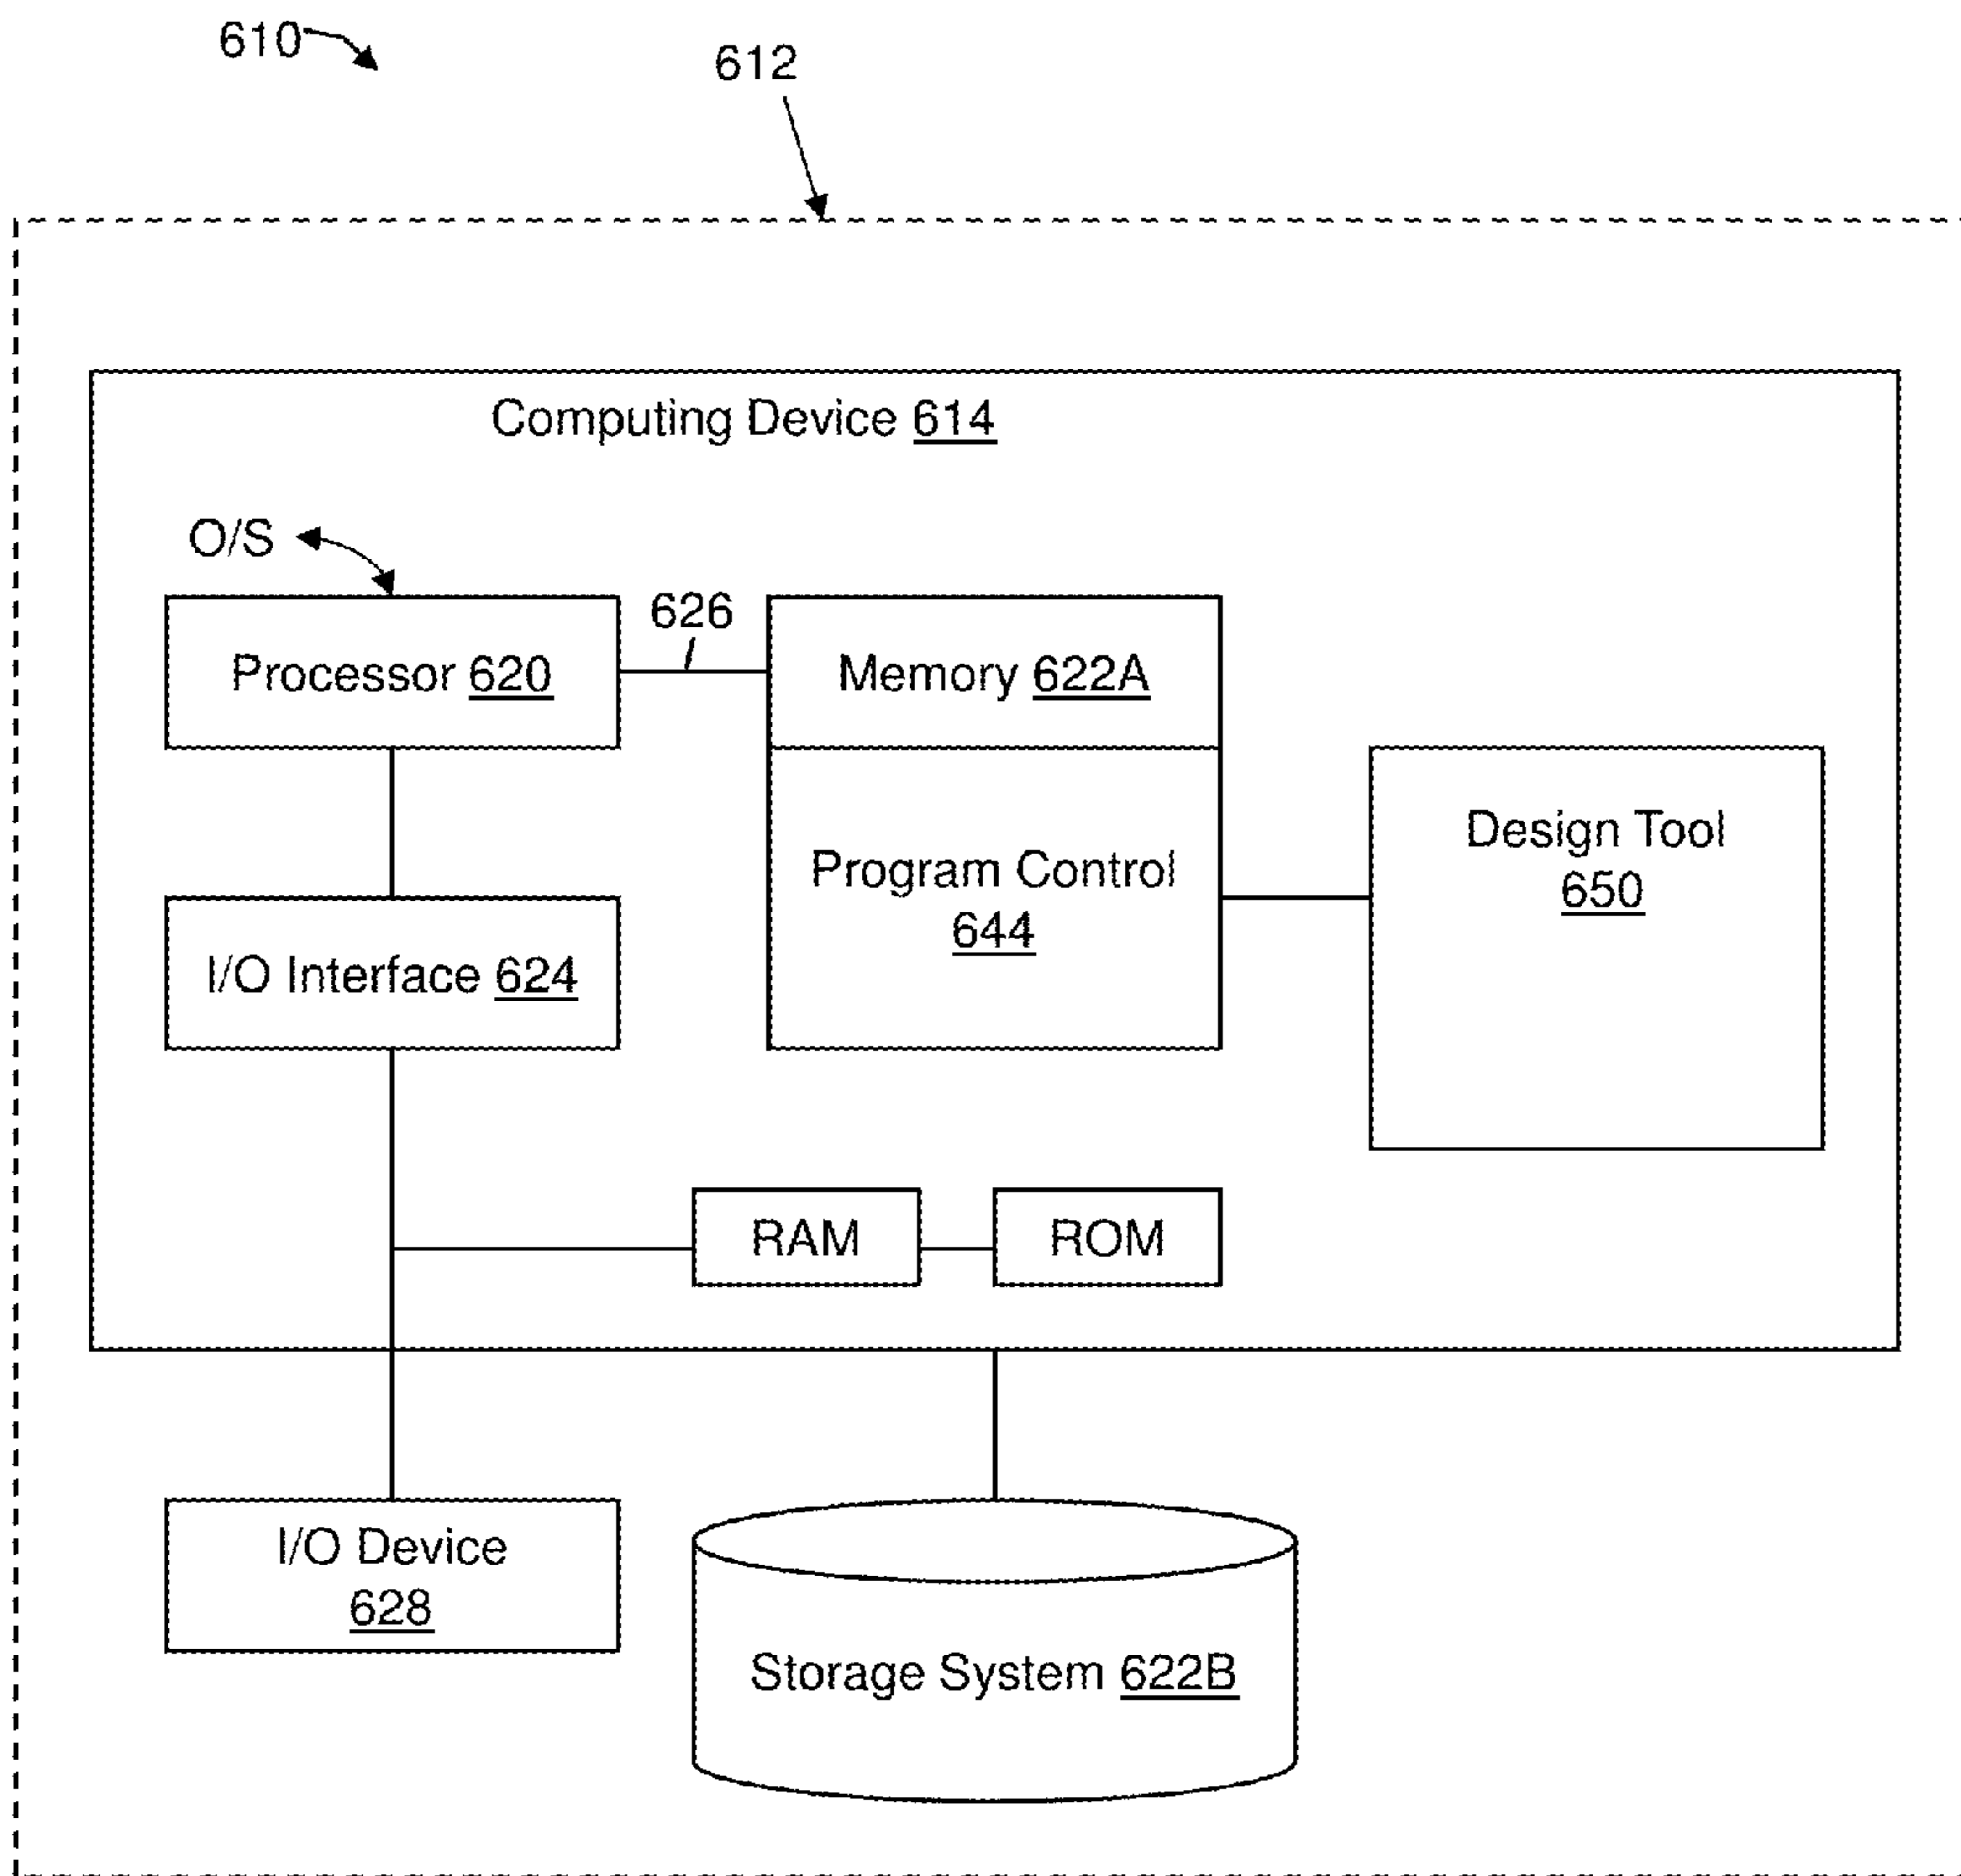 610
612
Computing Device 614
O/S
626
Processor 620
Memory 622A
Program Control
644
Design Tool
650
I/O Interface 624
RAM
ROM
I/O Device
628
Storage System 622B